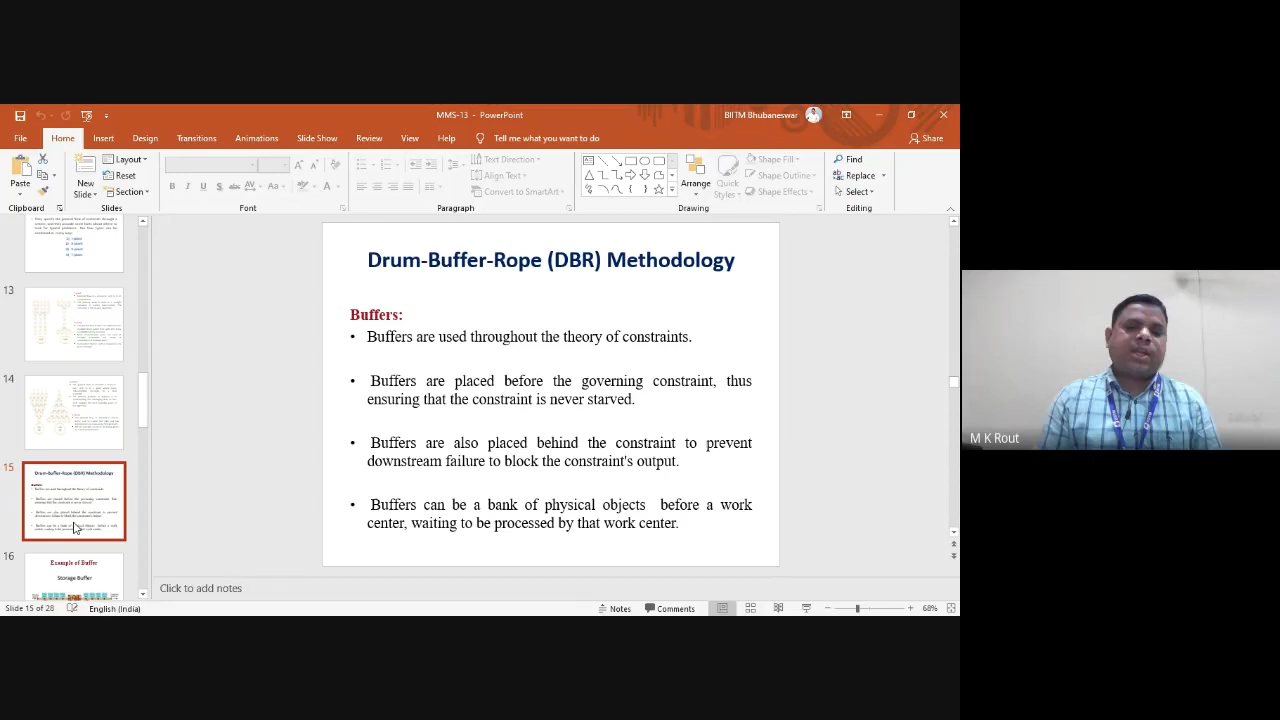 MMS-13 - PowerPoint
BIITM Bhubaneswar
File Home Insert Design Transitions Animations Slide Show Review View Help Tell me what you want to do Share
Paste
New
Slide
Layout
Reset
Section
Text Direction
Align Text
Convert to SmartArt
Arrange
Quick
Styles
Shape Fill
Shape Outline
Shape Effects
Find
Replace
Select
Clipboard Slides Font Paragraph Drawing Editing
13
14
15
Drum-Buffer-Rope (DBR) Methodology
16
Example of Buffer
Storage Buffer
Drum-Buffer-Rope (DBR) Methodology
Buffers:
• Buffers are used throughout the theory of constraints.
• Buffers are placed before the governing constraint, thus
ensuring that the constraint is never starved.
• Buffers are also placed behind the constraint to prevent
downstream failure to block the constraint's output.
• Buffers can be a bank of physical objects before a work
center, waiting to be processed by that work center.
Click to add notes
Slide 15 of 28 English (India) Notes Comments 68%
M K Rout